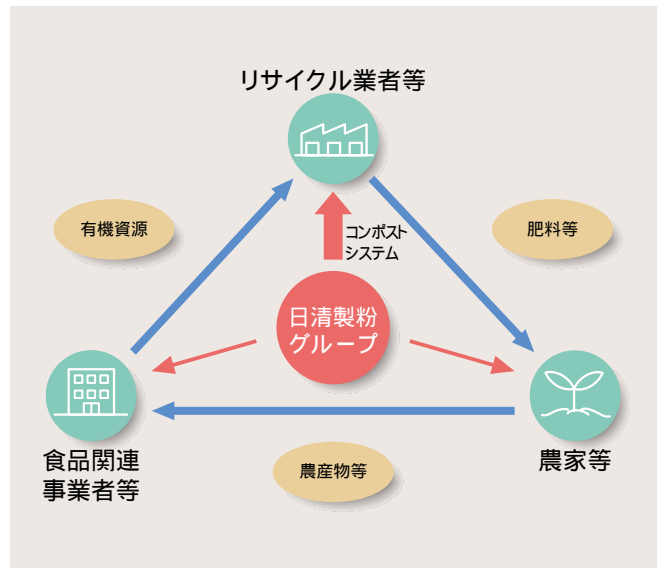 リサイクル業者等
有機資源
コンポスト
システム
肥料等
日清製粉
グループ
食品関連
事業者等
農産物等
農家等